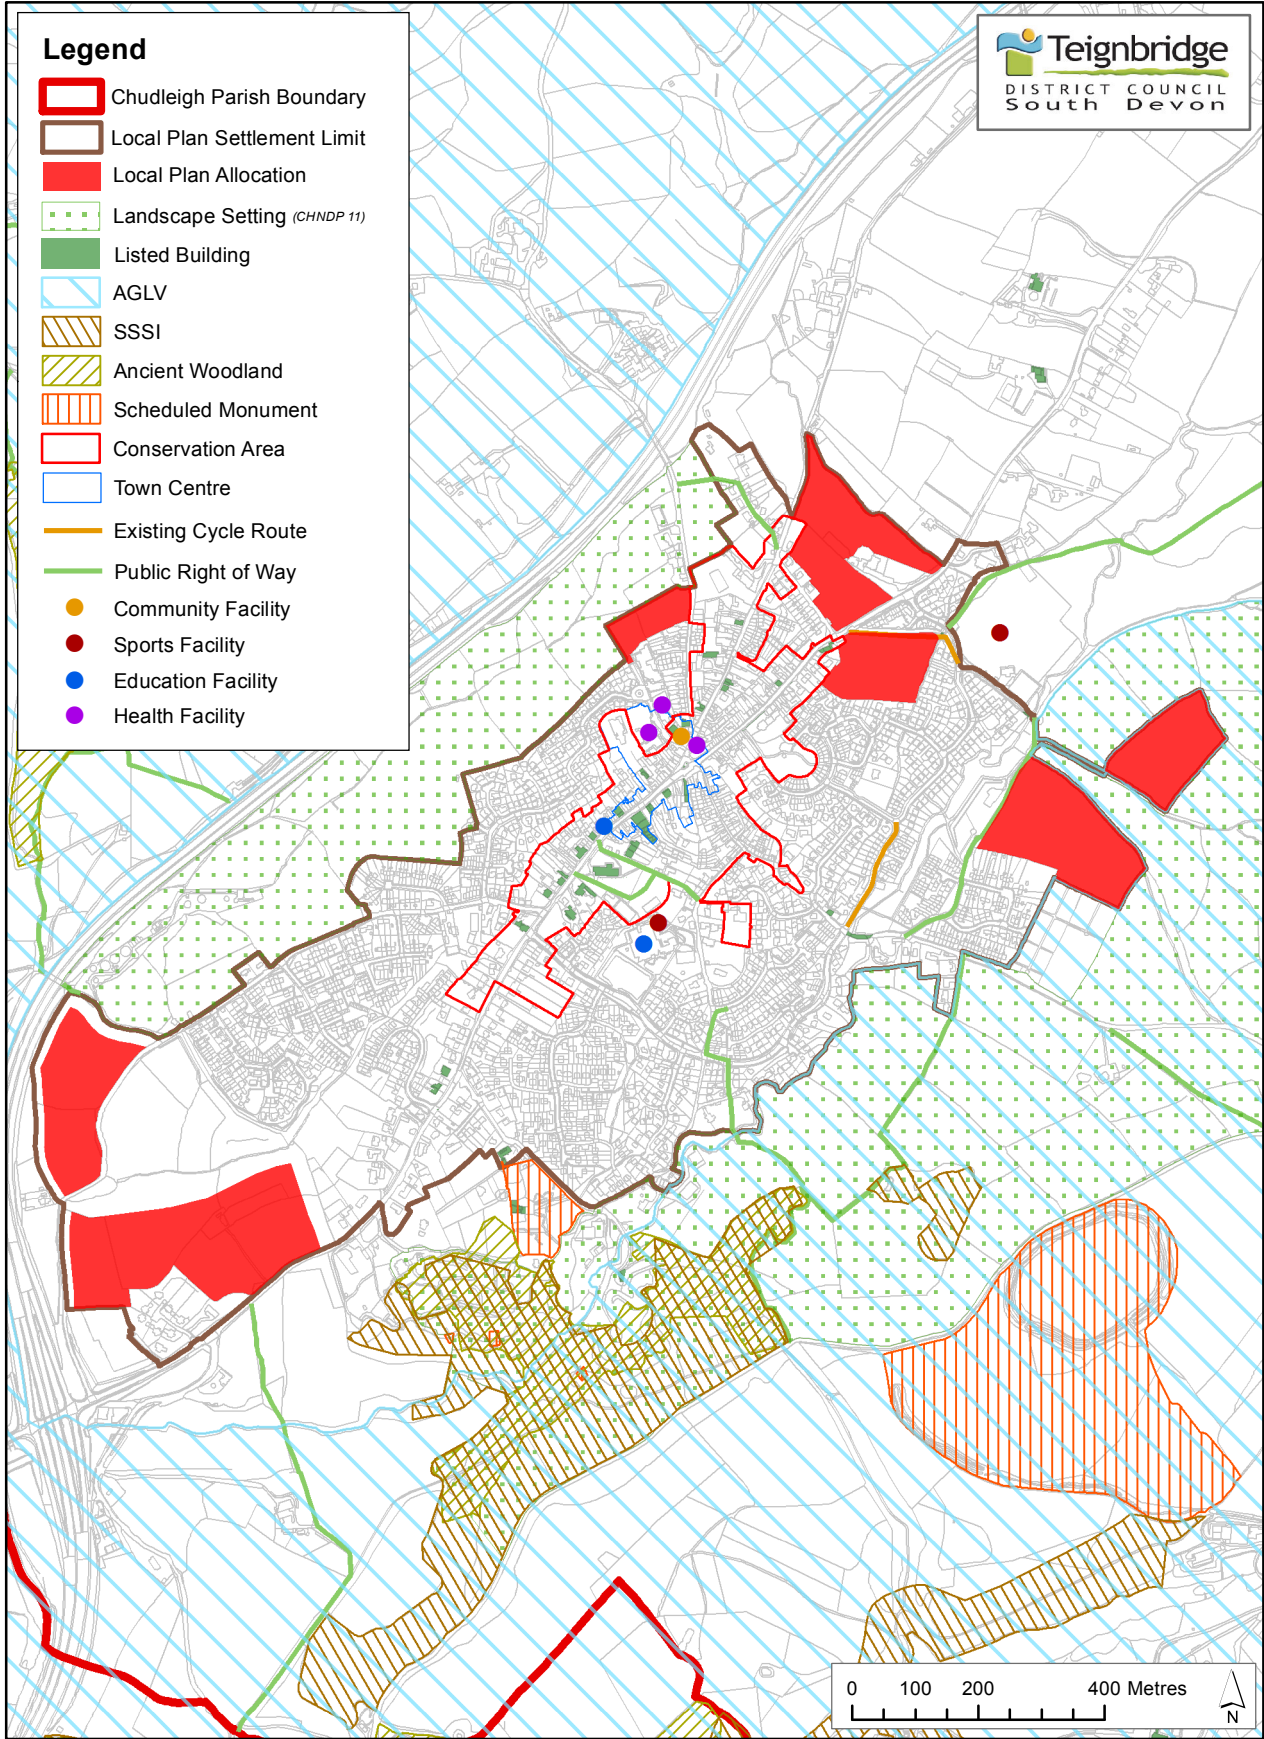 Legend
Chudleigh Parish Boundary
Local Plan Settlement Limit
Local Plan Allocation
Landscape Setting (CHNDP 11)
Listed Building
AGLV
SSSI
Ancient Woodland
Scheduled Monument
Conservation Area
Town Centre
Existing Cycle Route
Public Right of Way
Community Facility
Sports Facility
Education Facility
Health Facility
Teignbridge
DISTRICT COUNCIL
South Devon
0 100 200 400 Metres
N